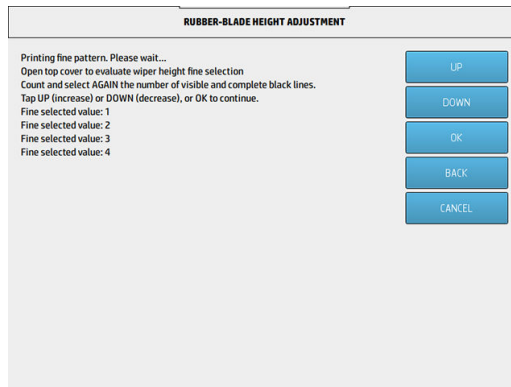 RUBBER-BLADE HEIGHT ADJUSTMENT
Printing fine pattern. Please wait...
Open top cover to evaluate wiper height fine selection
Count and select AGAIN the number of visible and complete black lines.
Tap UP (increase) or DOWN (decrease), or OK to continue.
Fine selected value: 1
Fine selected value: 2
Fine selected value: 3
Fine selected value: 4
UP
DOWN
OK
BACK
CANCEL